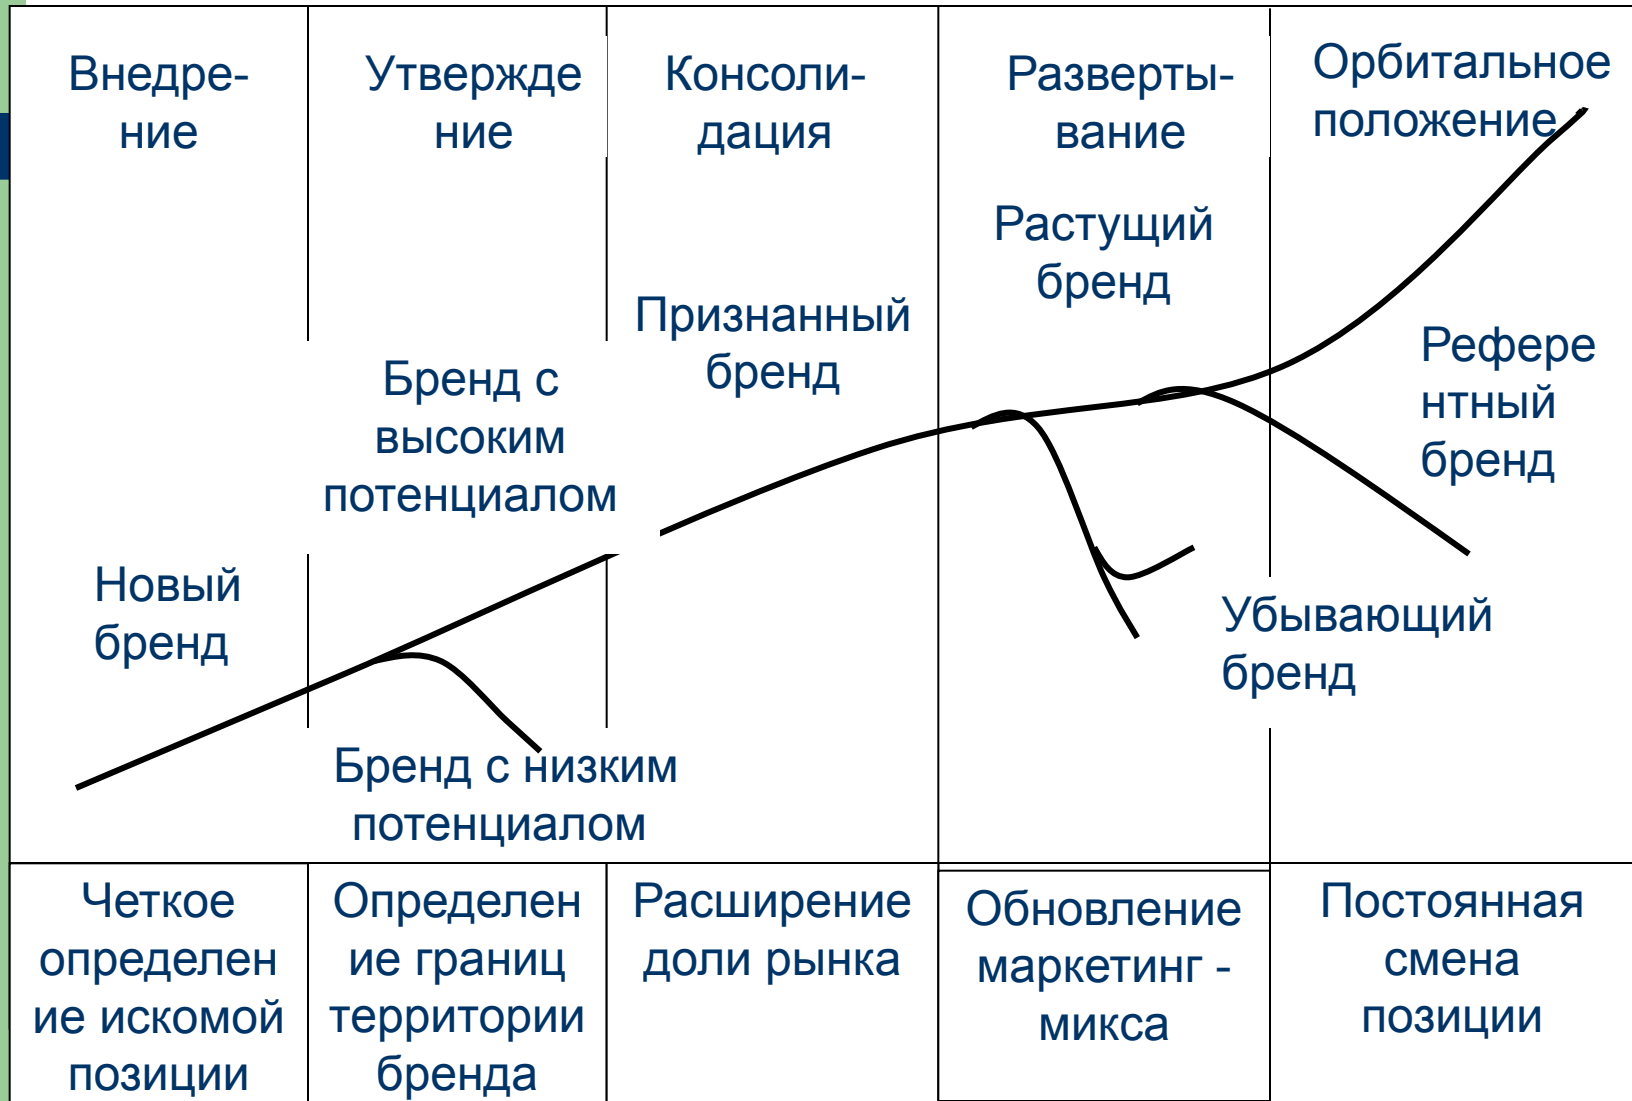 Внедре-
ние
Утвержде
ние
Консоли-
дация
Разверты-
вание
Орбитальное
положение
Растущий
бренд
Признанный
бренд
Бренд с
высоким
потенциалом
Рефере
нтный
бренд
Новый
бренд
Убывающий
бренд
Бренд с низким
потенциалом
Четкое
определен
ие искомой
позиции
Определен
ие границ
территории
бренда
Расширение
доли рынка
Обновление
маркетинг -
микса
Постоянная
смена
позиции